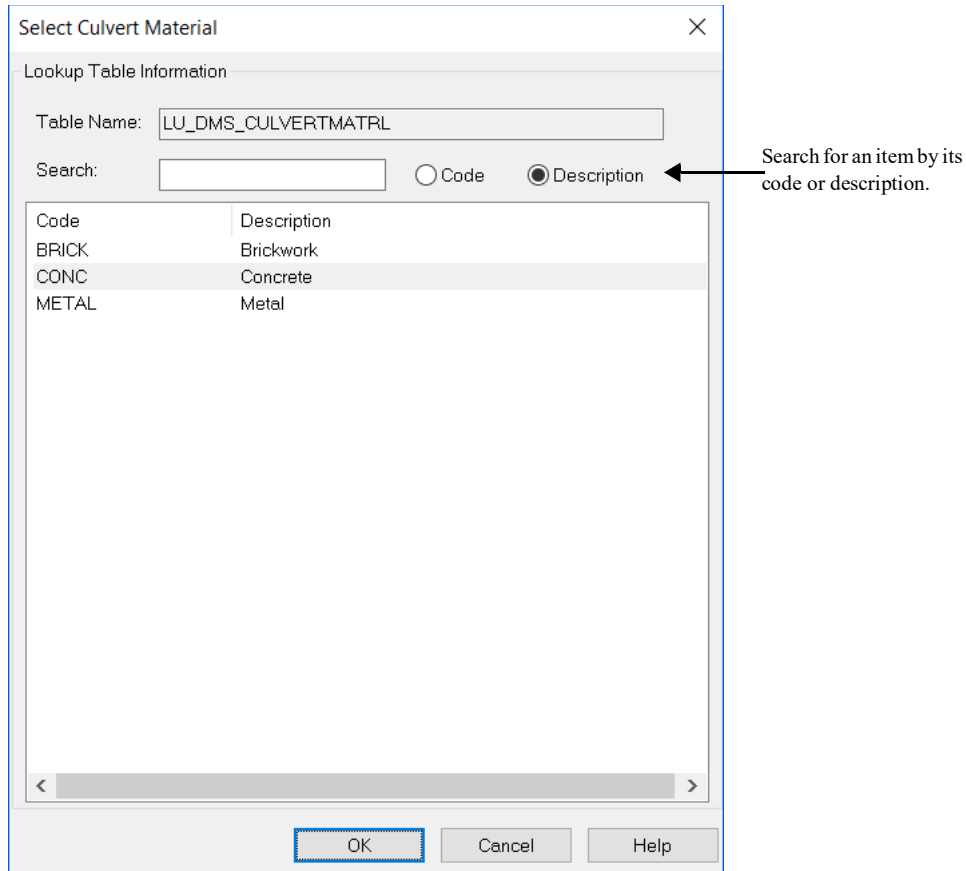 Select Culvert Material
Lookup Table Information
Table Name: LU_DMS_CULVERTMATRL
Search: Code Description
Search for an item by its
code or description.
Code Description
BRICK Brickwork
CONC Concrete
METAL Metal
OK Cancel Help